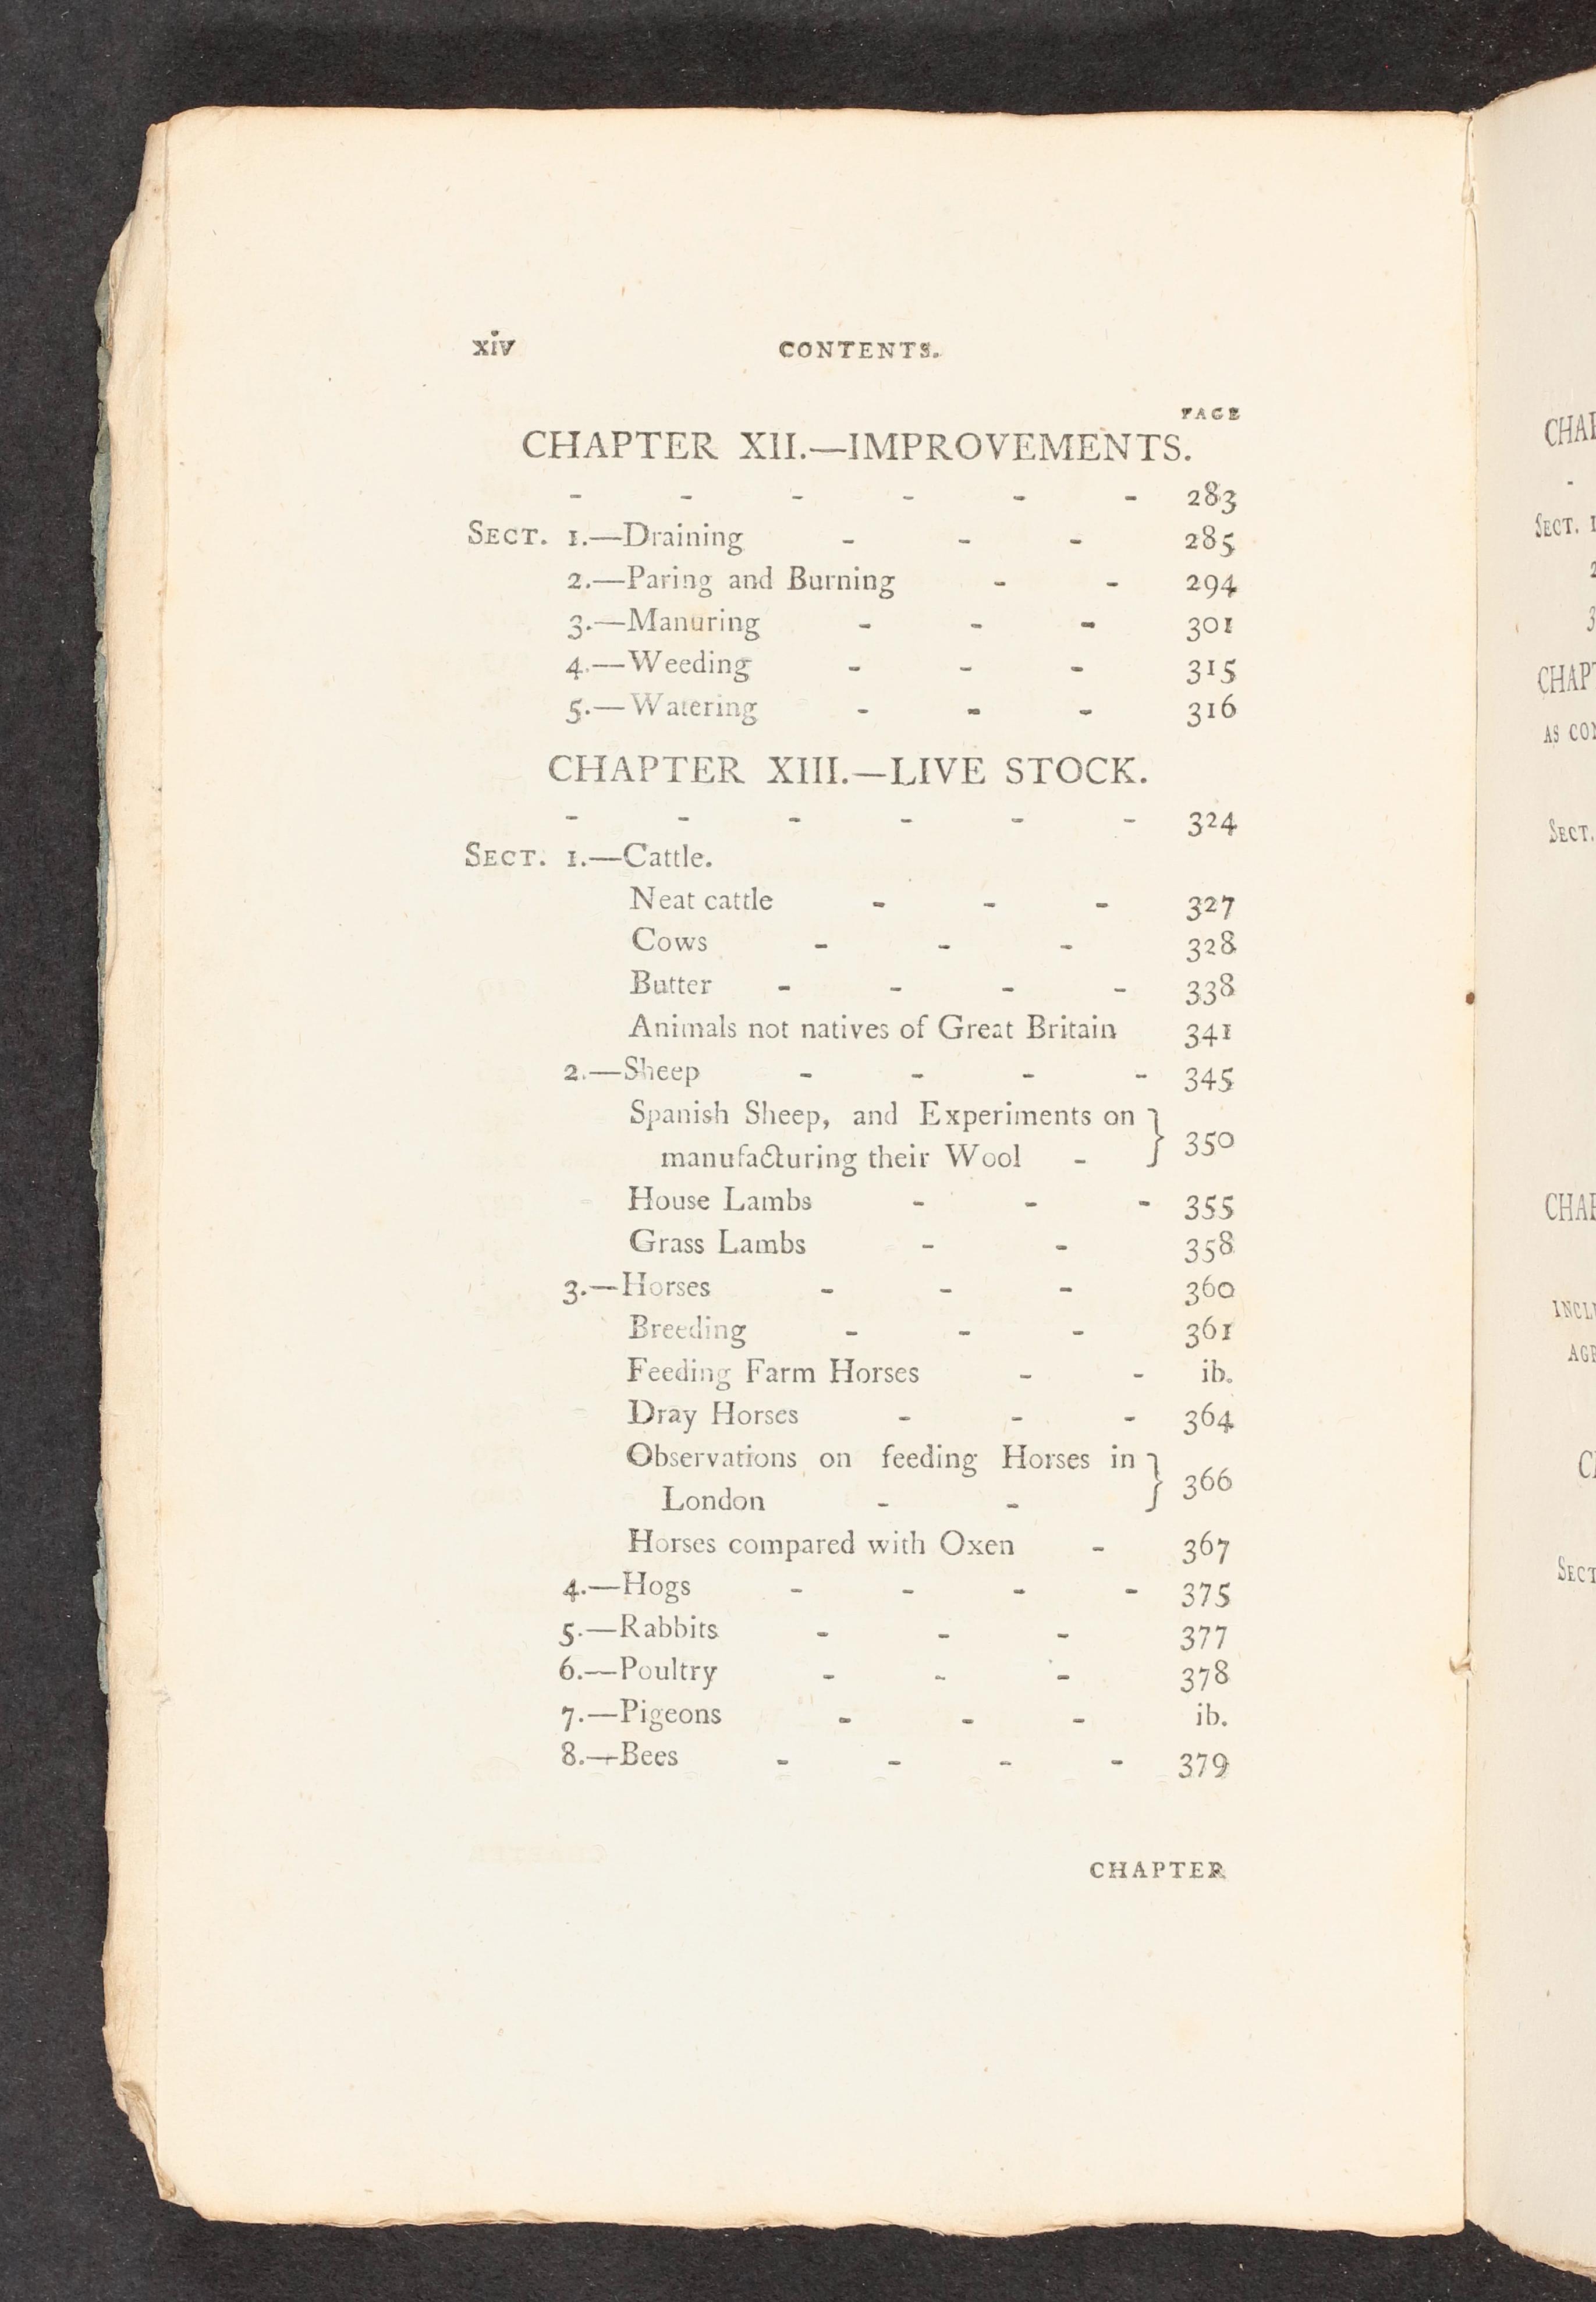 xiv CONTENTS.
PAGE
CHAPTER XII.—IMPROVEMENTS.
- - - - - - 283
SECT. 1.—Draining - - - 285
2.—Paring and Burning - - 294
3.—Manuring - - - 301
4.—Weeding - - - 315
5.—Watering - - - 316
CHAPTER XIII.—LIVE STOCK.
- - - - - - 324
SECT. 1.—Cattle.
Neat cattle - - - 327
Cows - - - 328
Butter - - - - 338
Animals not natives of Great Britain 341
2.—Sheep - - - - 345
Spanish Sheep, and Experiments on
manufacturing their Wool - } 350
House Lambs - - - 355
Grass Lambs - - 358
3.—Horses - - - 360
Breeding - - - 361
Feeding Farm Horses - - ib.
Dray Horses - - - 364
Observations on feeding Horses in
London - - } 366
Horses compared with Oxen - 367
4.—Hogs - - - - 375
5.—Rabbits - - - 377
6.—Poultry - - - 378
7.—Pigeons - - - ib.
8.—Bees - - - - 379
CHAPTER
SECT.
AS
SECT.